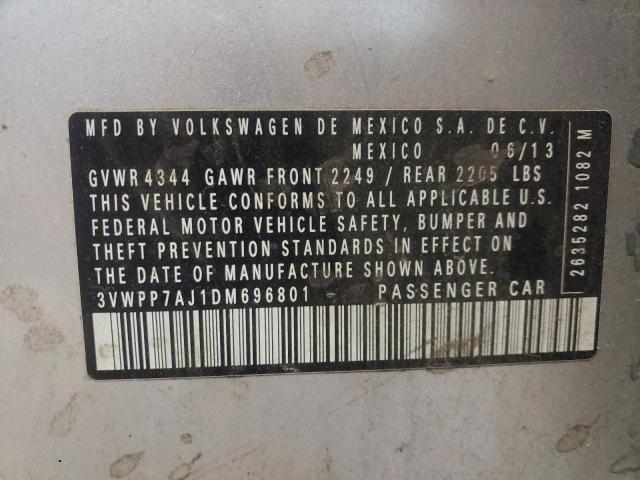 MFD BY VOLKSWAGEN DE MEXICO S.A. DE C.V.
MEXICO 06/13
GVWR 4344 GAWR FRONT 2249 / REAR 2205 LBS
THIS VEHICLE CONFORMS TO ALL APPLICABLE U.S.
FEDERAL MOTOR VEHICLE SAFETY, BUMPER AND
THEFT PREVENTION STANDARDS IN EFFECT ON
THE DATE OF MANUFACTURE SHOWN ABOVE.
3VWPP7AJ1DM696801 - PASSENGER CAR
2635282 1082 M